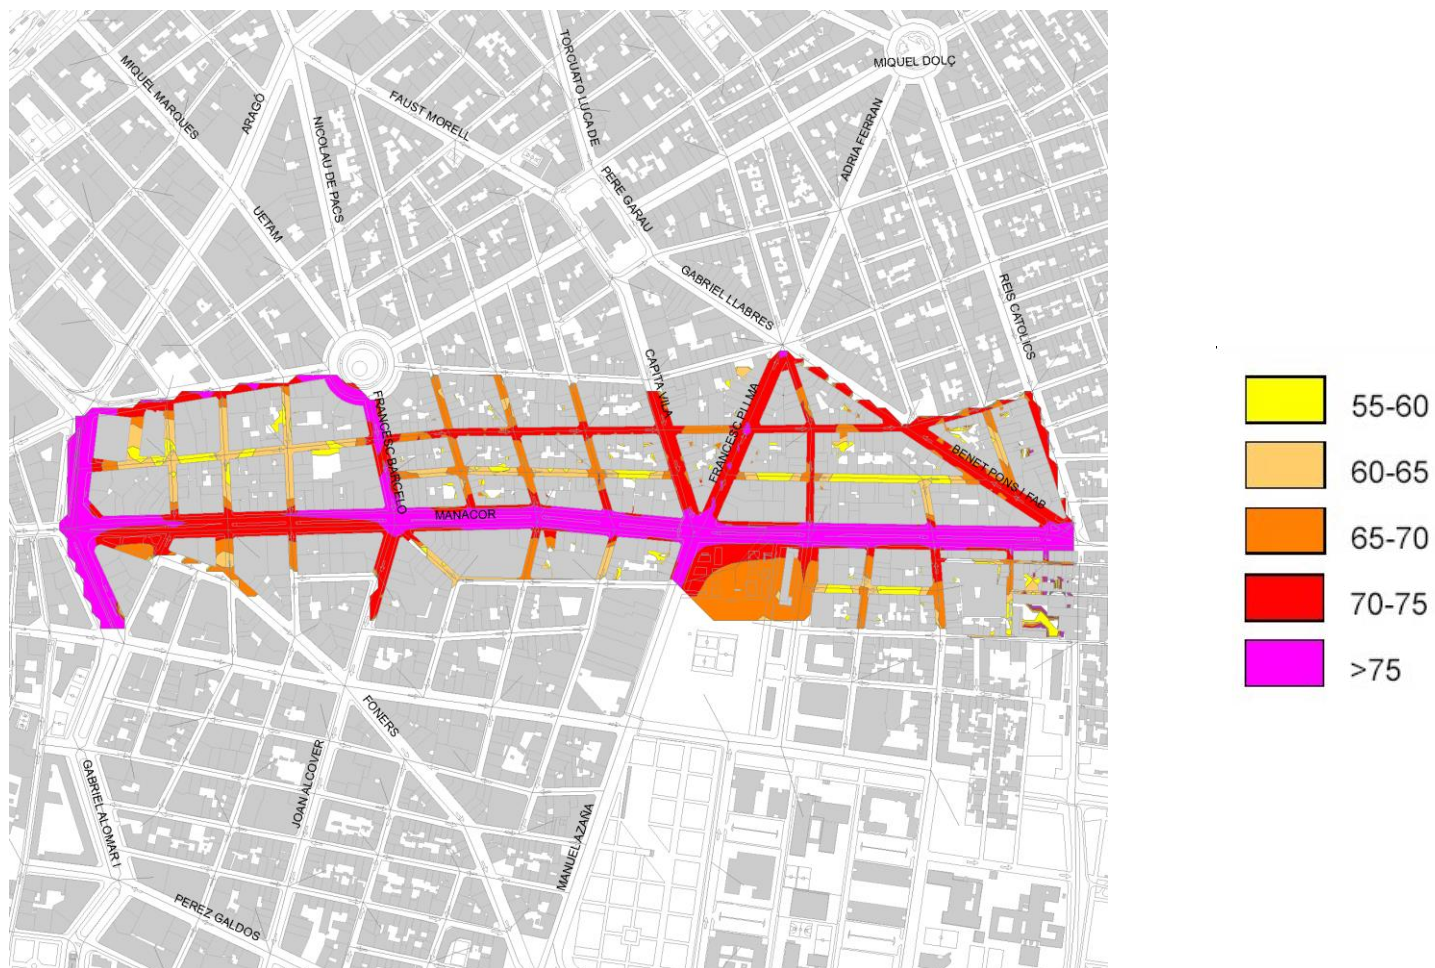 MIQUEL DOLÇ
MIQUEL MARQUES
ARAGÓ
NICOLAU DE PACS
FAUST MORELL
TORCUATO LUCA DE
ADRIA FERRAN
PERE GARAU
UETAM
GABRIEL LLABRES
REIS CATOLICS
CAPITA VILA
FRANCESC BARCELO
FRANCESC PI I MA
BENET PONS I FAB
MANACOR
FONERS
JOAN ALCOVER
GABRIEL ALOMAR I
MANUEL AZAÑA
PEREZ GALDOS
55-60
60-65
65-70
70-75
>75